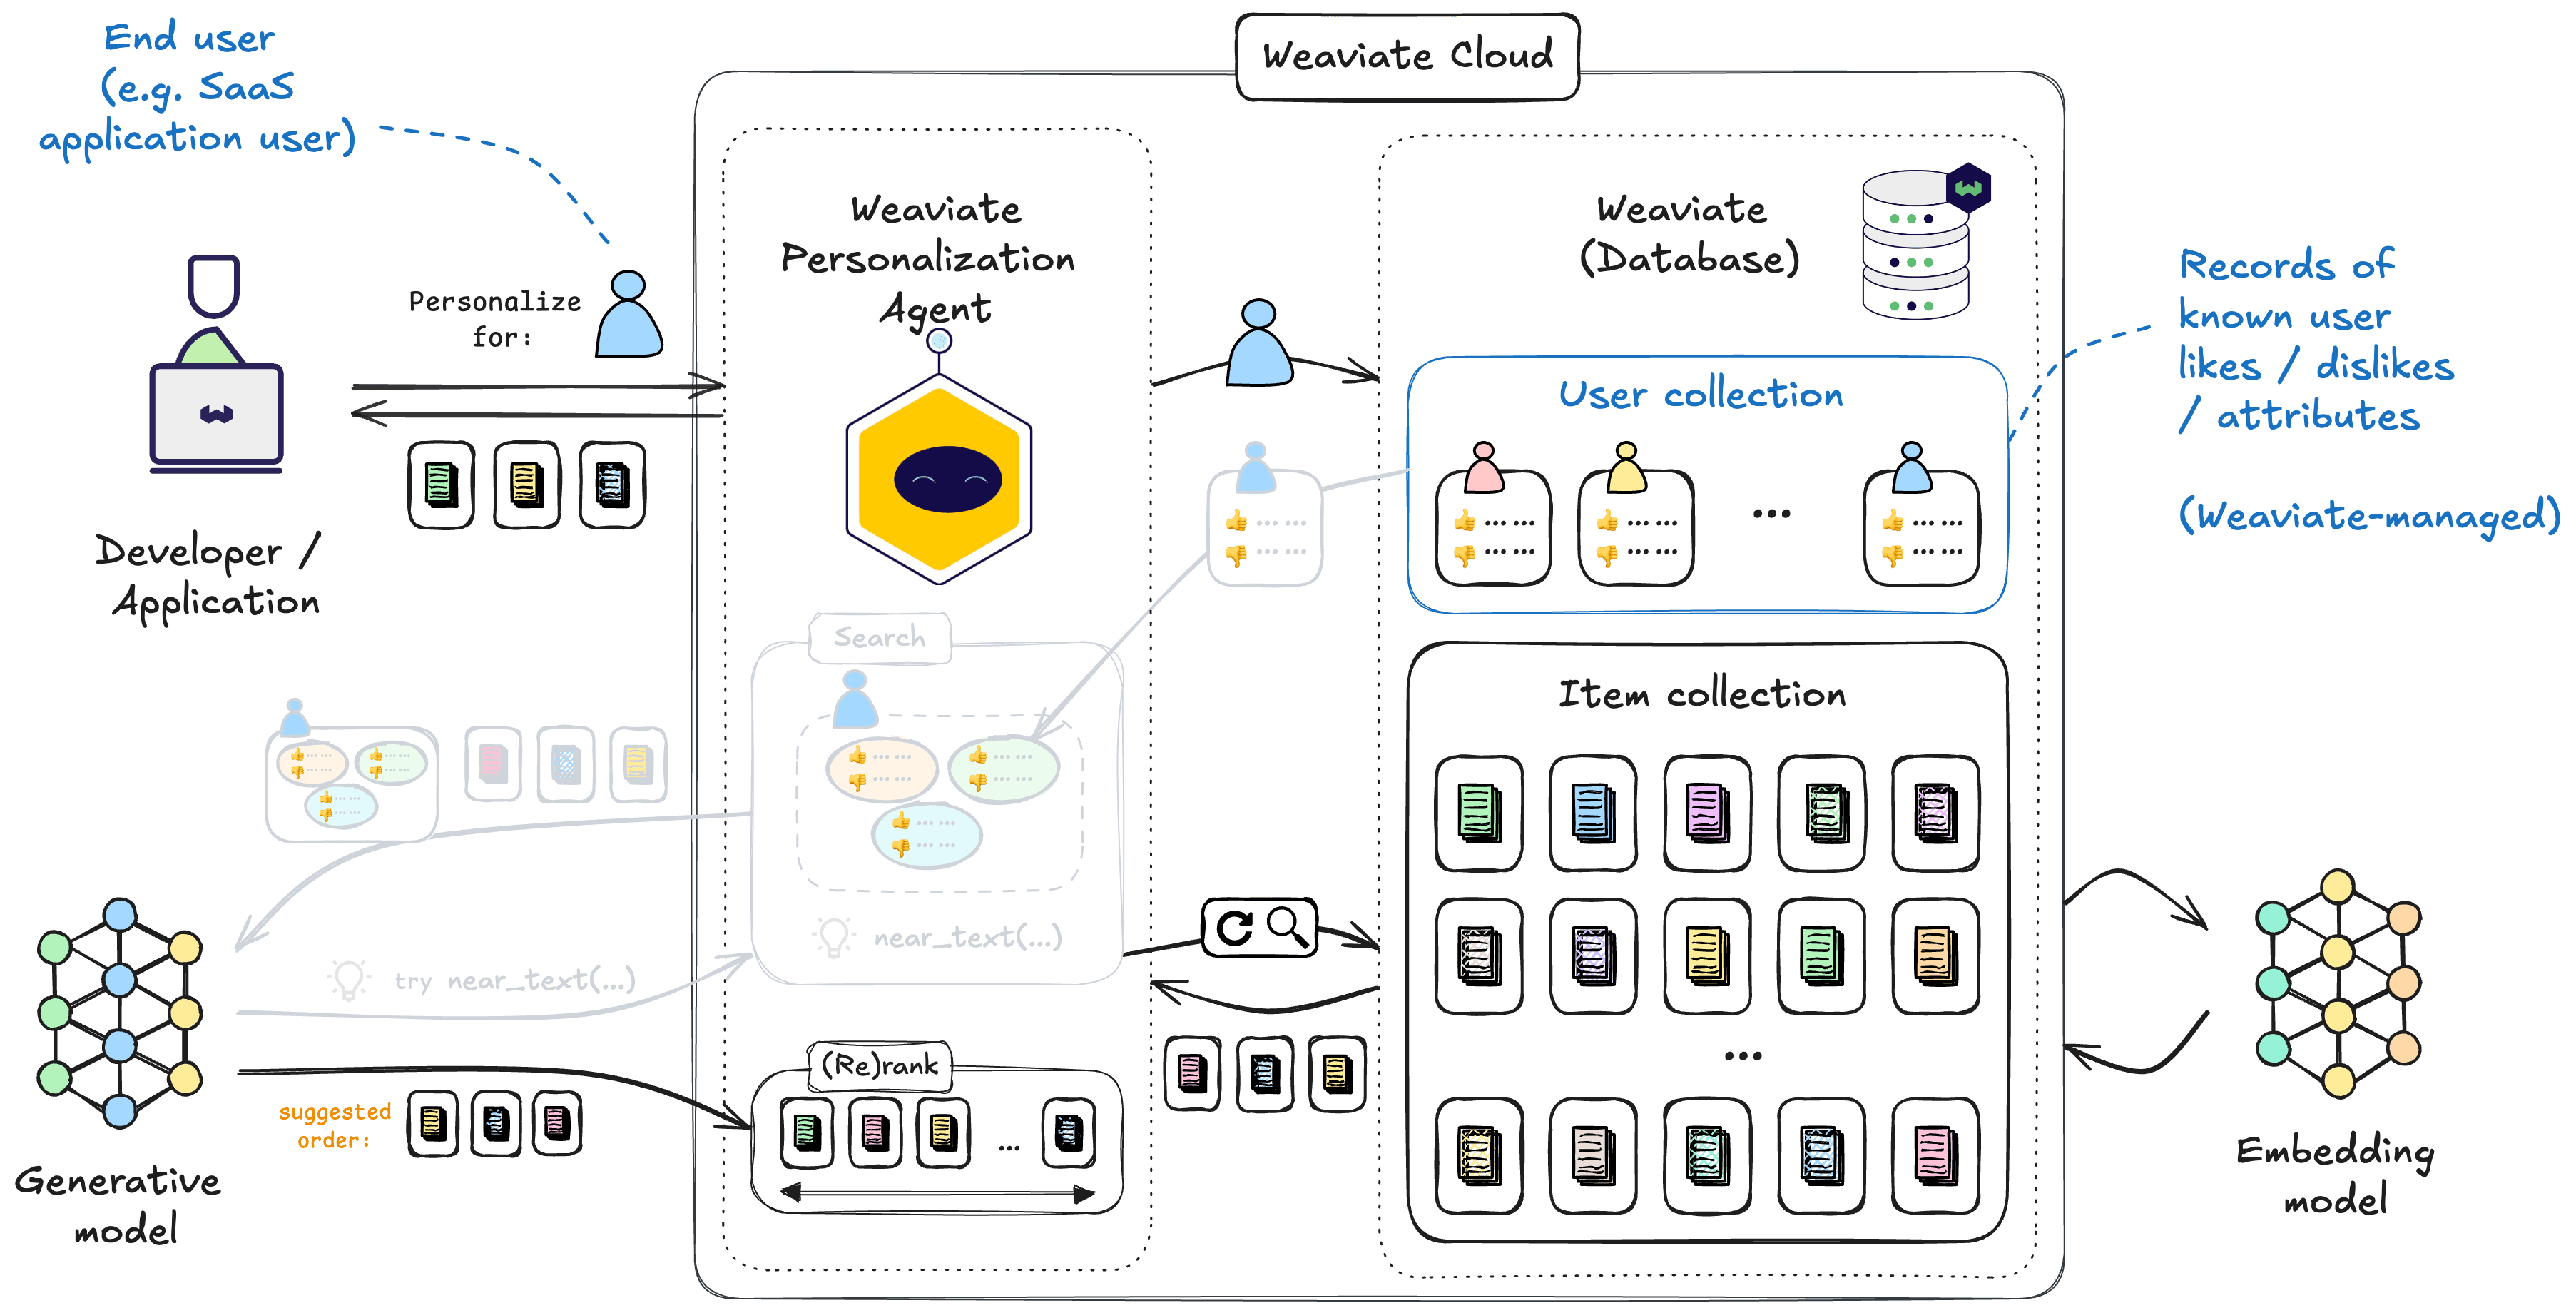 Weaviate Cloud
End user
(e.g. SaaS
application user)
Personalize
for:
Developer /
Application
Weaviate
Personalization
Agent
Weaviate
(Database)
Records of
known user
likes / dislikes
/ attributes
(Weaviate-managed)
User collection
... ...
... ...
... ...
... ...
...
... ...
... ...
... ...
... ...
Search
... ...
... ...
... ...
... ...
... ...
... ...
near_text(...)
... ...
... ...
... ...
... ...
... ...
... ...
try near_text(...)
Item collection
...
(Re)rank
...
suggested
order:
Generative
model
Embedding
model